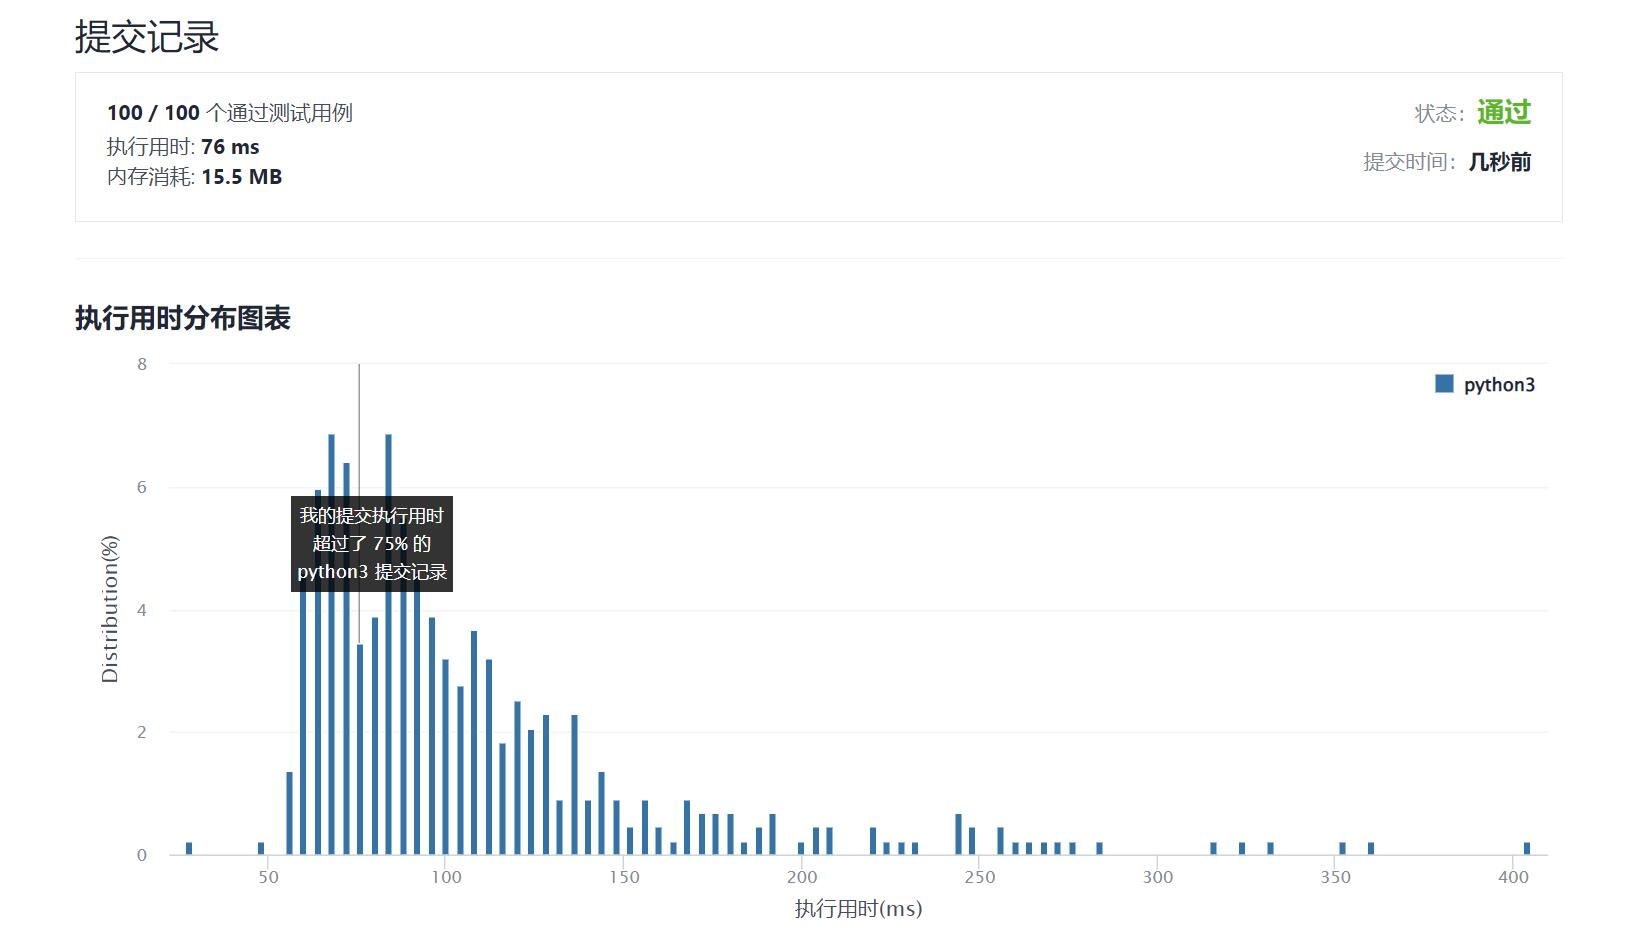 提交记录
100 / 100 个通过测试用例
状态：通过
执行用时: 76 ms
提交时间：几秒前
内存消耗: 15.5 MB
执行用时分布图表
8
python3
6
我的提交执行用时
超过了 75% 的
python3 提交记录
Distribution(%)
4
2
0
50 100 150 200 250 300 350 400
执行用时(ms)